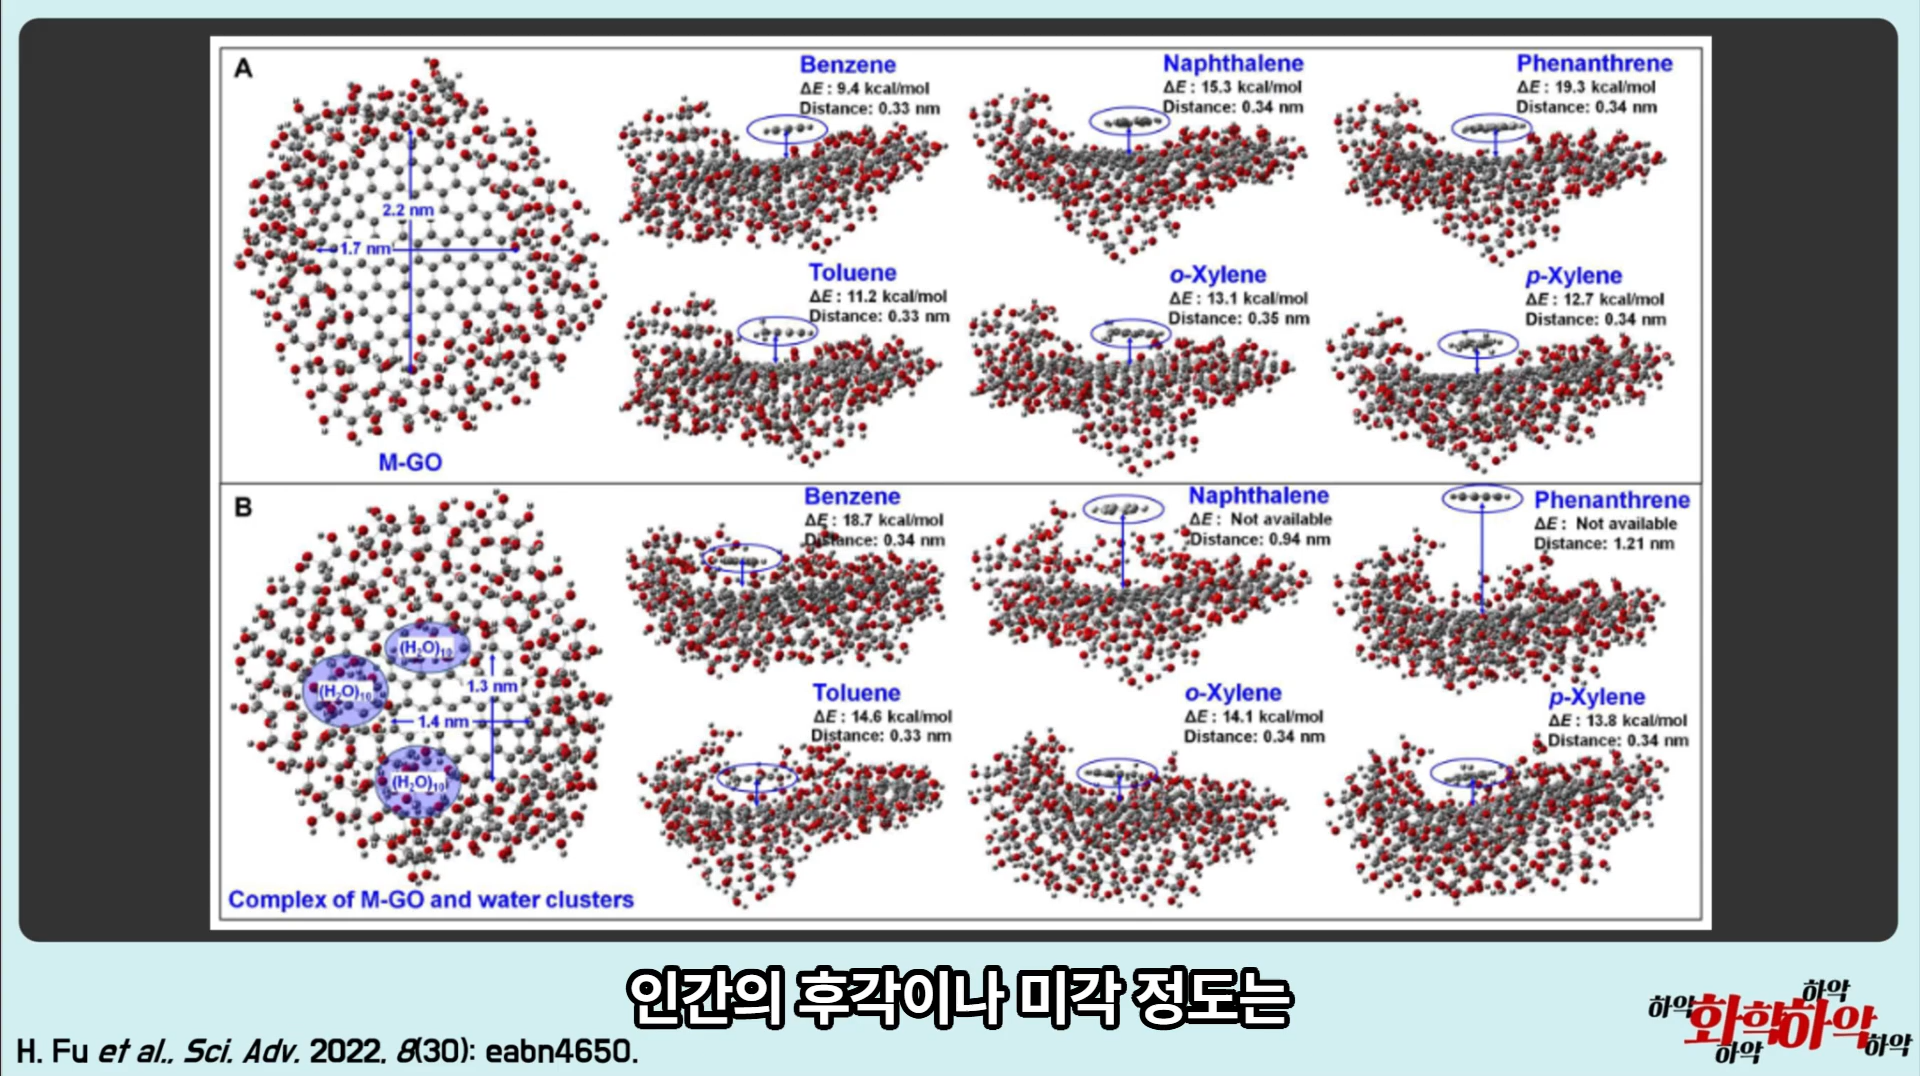 A
2.2 nm
1.7 nm
M-GO
Benzene
ΔE : 9.4 kcal/mol
Distance: 0.33 nm
Naphthalene
ΔE : 15.3 kcal/mol
Distance: 0.34 nm
Phenanthrene
ΔE : 19.3 kcal/mol
Distance: 0.34 nm
Toluene
ΔE : 11.2 kcal/mol
Distance: 0.33 nm
o-Xylene
ΔE : 13.1 kcal/mol
Distance: 0.35 nm
p-Xylene
ΔE : 12.7 kcal/mol
Distance: 0.34 nm
B
(H₂O)₁₀
(H₂O)₁₀
1.3 nm
1.4 nm
(H₂O)₁₀
Complex of M-GO and water clusters
Benzene
ΔE : 18.7 kcal/mol
Distance: 0.34 nm
Naphthalene
ΔE : Not available
Distance: 0.94 nm
Phenanthrene
ΔE : Not available
Distance: 1.21 nm
Toluene
ΔE : 14.6 kcal/mol
Distance: 0.33 nm
o-Xylene
ΔE : 14.1 kcal/mol
Distance: 0.34 nm
p-Xylene
ΔE : 13.8 kcal/mol
Distance: 0.34 nm
인간의 후각이나 미각 정도는
H. Fu et al., Sci. Adv. 2022, 8(30): eabn4650.
하악
하악
화학하악
하악
하악